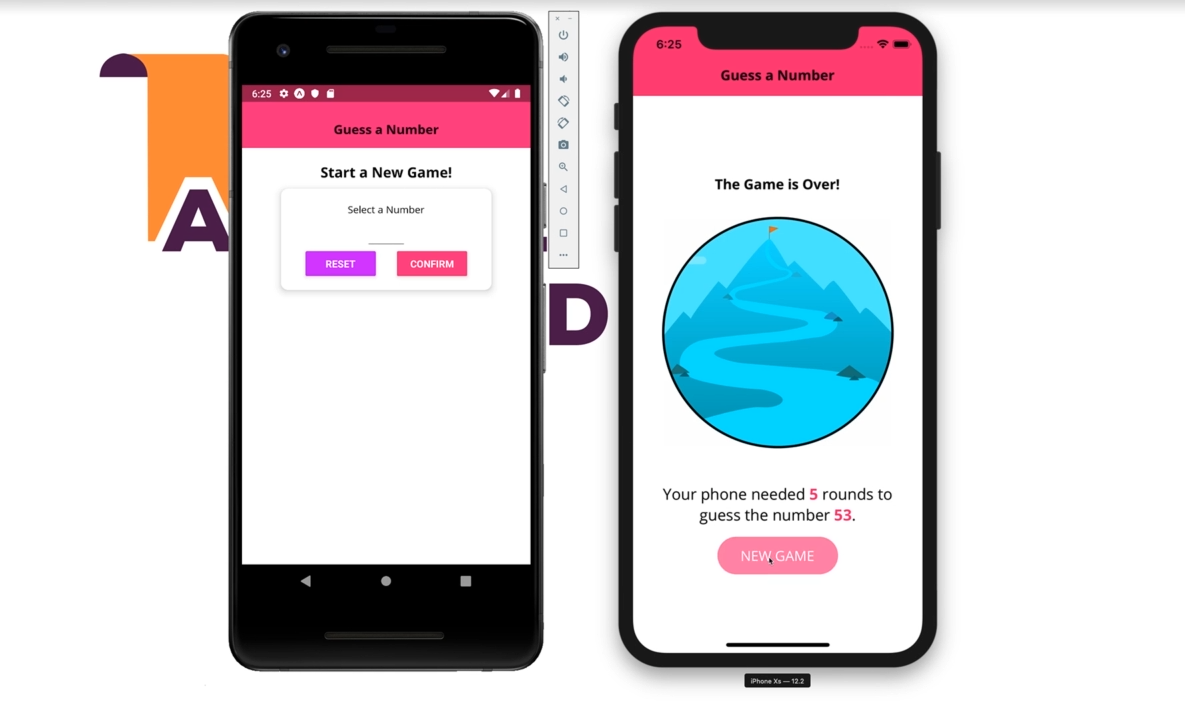 6:25
Guess a Number
Start a New Game!
Select a Number
RESET
CONFIRM
A
D
6:25
Guess a Number
The Game is Over!
Your phone needed 5 rounds to
guess the number 53.
NEW GAME
iPhone Xs — 12.2